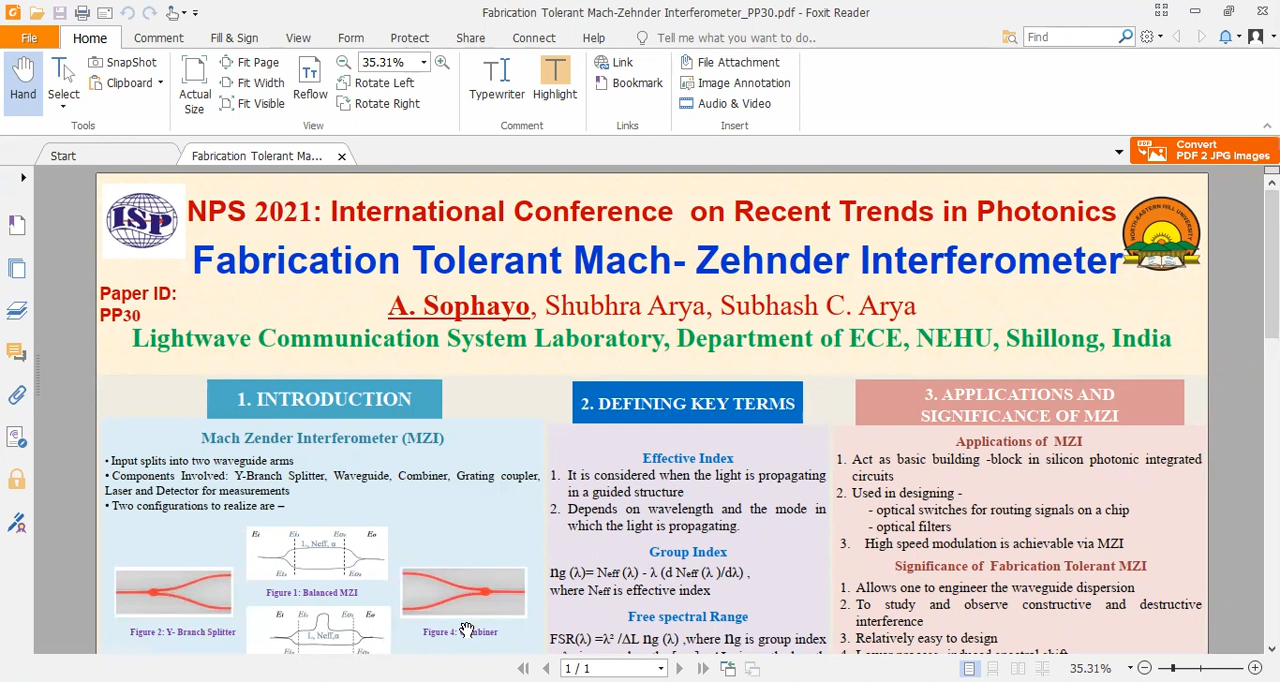 Fabrication Tolerant Mach-Zehnder Interferometer_PP30.pdf - Foxit Reader
File Home Comment Fill & Sign View Form Protect Share Connect Help Tell me what you want to do.. Find
Hand
Select
SnapShot
Clipboard
Tools
Actual Size
Fit Page
Fit Width
Fit Visible
Reflow
35.31%
Rotate Left
Rotate Right
View
Typewriter
Highlight
Comment
Link
Bookmark
Links
File Attachment
Image Annotation
Audio & Video
Insert
Start
Fabrication Tolerant Ma...
Convert
PDF 2 JPG Images
ISP
NPS 2021: International Conference on Recent Trends in Photonics
NORTH-EASTERN HILL UNIVERSITY
Fabrication Tolerant Mach- Zehnder Interferometer
Paper ID:
PP30
A. Sophayo, Shubhra Arya, Subhash C. Arya
Lightwave Communication System Laboratory, Department of ECE, NEHU, Shillong, India
1. INTRODUCTION
Mach Zender Interferometer (MZI)
• Input splits into two waveguide arms
• Components Involved: Y-Branch Splitter, Waveguide, Combiner, Grating coupler,
Laser and Detector for measurements
• Two configurations to realize are –
Figure 1: Balanced MZI
Figure 2: Y- Branch Splitter
Figure 4:
2. DEFINING KEY TERMS
Effective Index
1. It is considered when the light is propagating
in a guided structure
2. Depends on wavelength and the mode in
which the light is propagating.
Group Index
ng (λ)= Neff (λ) - λ (d Neff (λ )/dλ) ,
where Neff is effective index
Free spectral Range
FSR(λ) =λ² /ΔL ng (λ) ,where ng is group index
3. APPLICATIONS AND
SIGNIFICANCE OF MZI
Applications of MZI
1. Act as basic building -block in silicon photonic integrated
circuits
2. Used in designing -
- optical switches for routing signals on a chip
- optical filters
3. High speed modulation is achievable via MZI
Significance of Fabrication Tolerant MZI
1. Allows one to engineer the waveguide dispersion
2. To study and observe constructive and destructive
interference
3. Relatively easy to design
1 / 1
35.31%